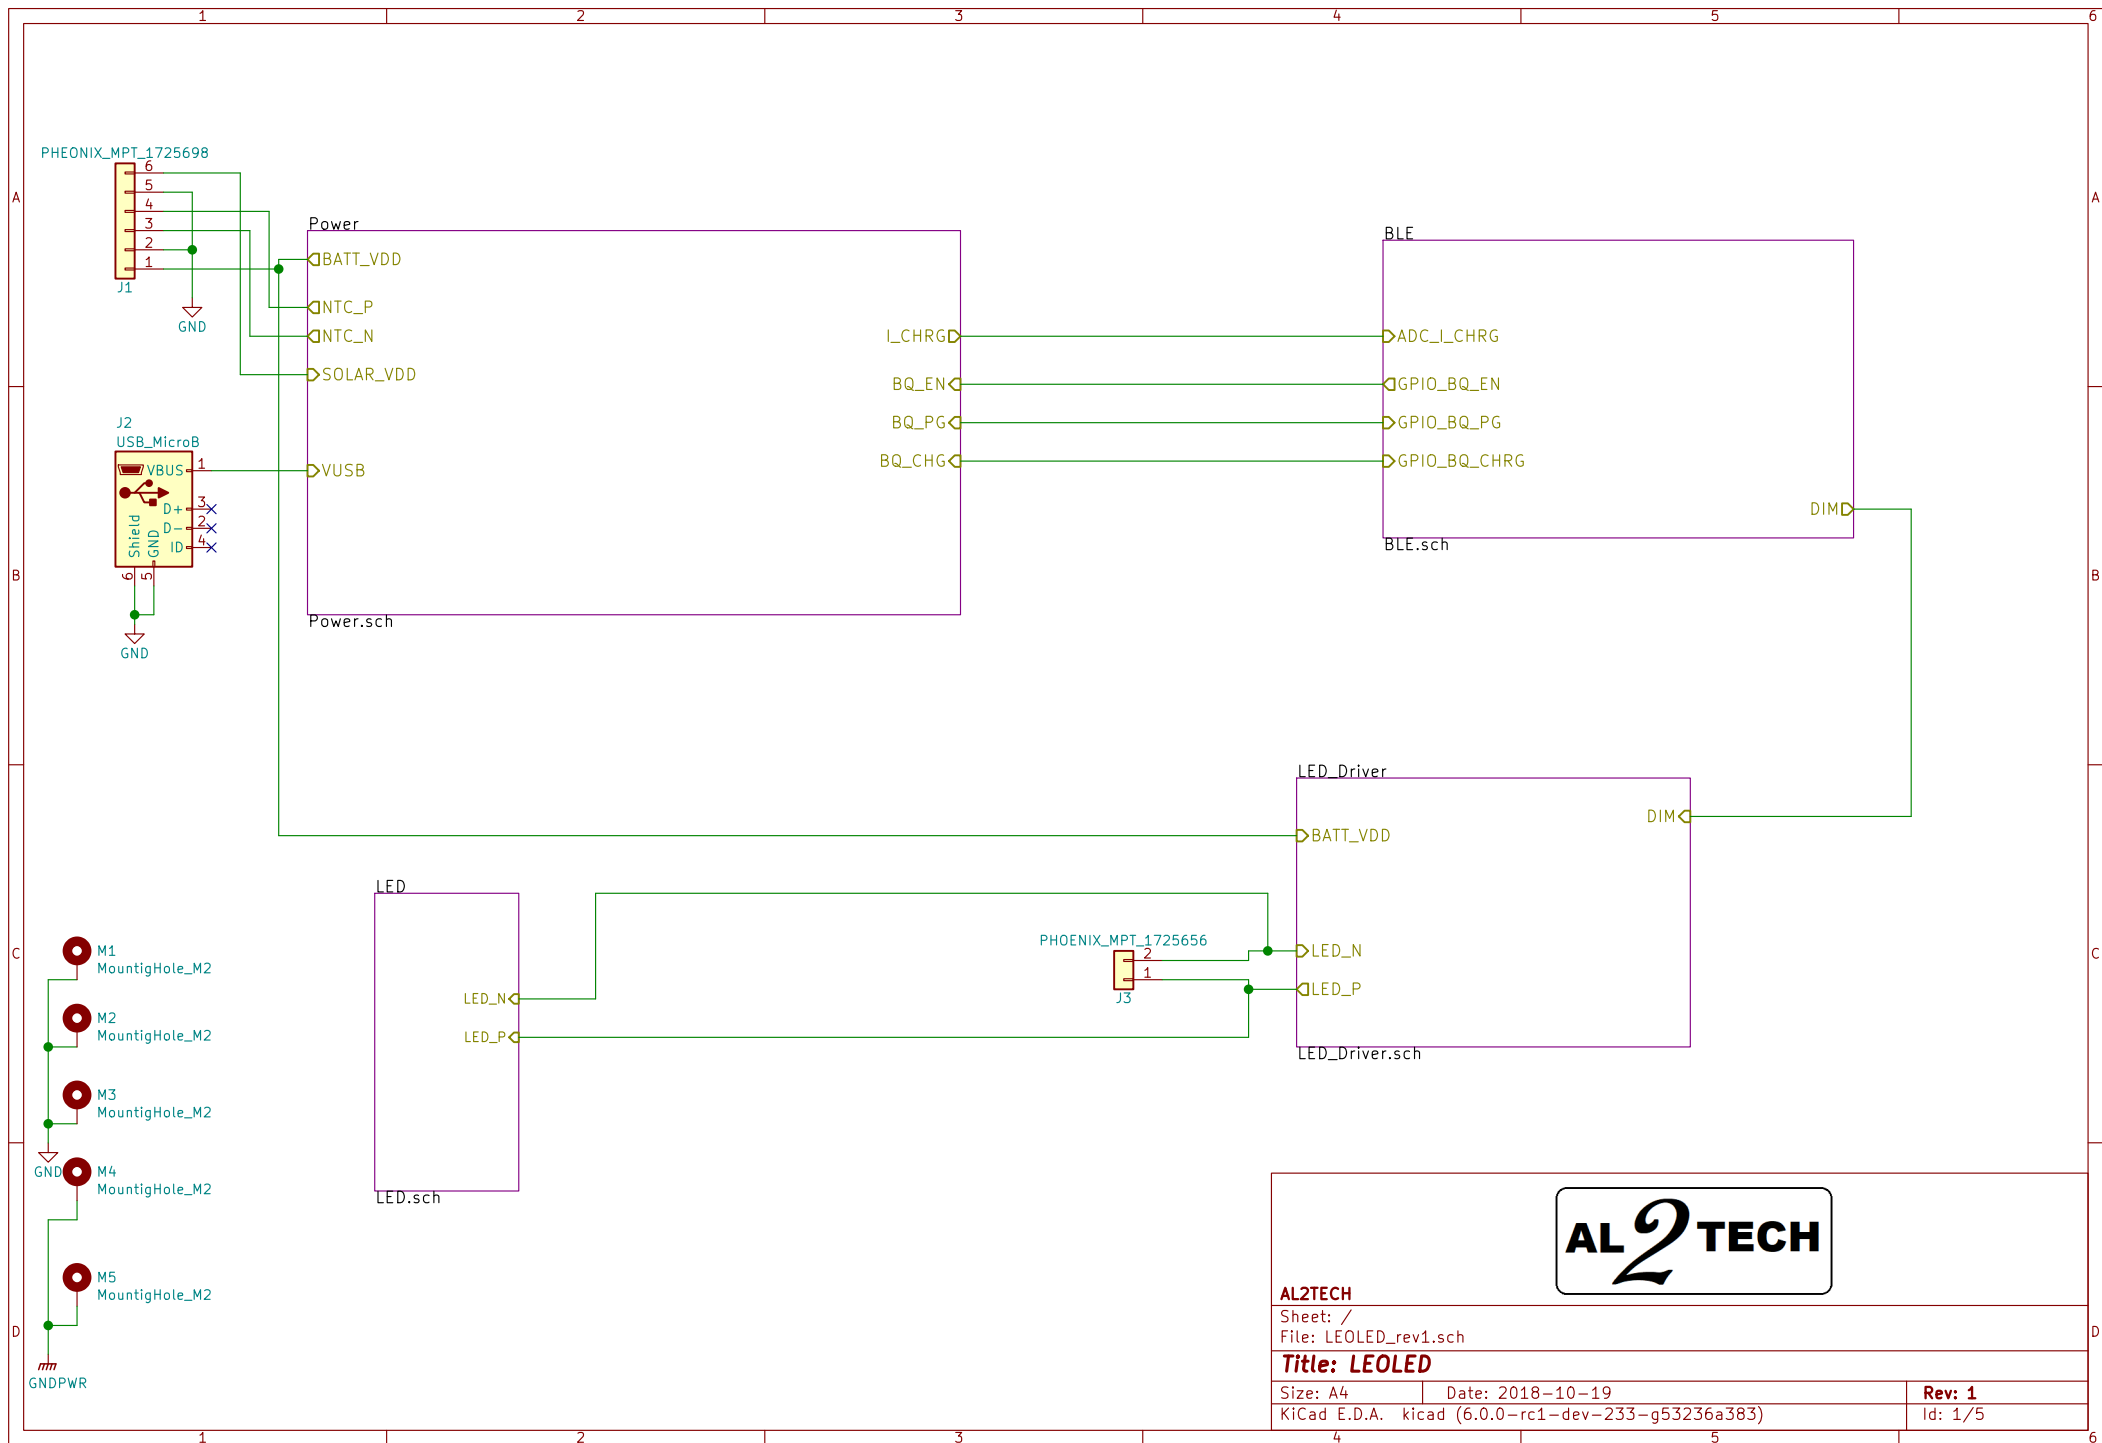 1 2 3 4 5 6
A A
B B
C C
D D
PHEONIX_MPT_1725698
6
5
4
3
2
1
J1
GND
Power
BATT_VDD
NTC_P
NTC_N
SOLAR_VDD
VUSB
I_CHRG
BQ_EN
BQ_PG
BQ_CHG
Power.sch
BLE
ADC_I_CHRG
GPIO_BQ_EN
GPIO_BQ_PG
GPIO_BQ_CHRG
DIM
BLE.sch
J2
USB_MicroB
VBUS 1
D+ 3
D- 2
ID 4
Shield
GND
6 5
GND
LED_Driver
DIM
BATT_VDD
LED_N
LED_P
LED_Driver.sch
PHOENIX_MPT_1725656
2
1
J3
LED
LED_N
LED_P
LED.sch
M1
MountigHole_M2
M2
MountigHole_M2
M3
MountigHole_M2
GND
M4
MountigHole_M2
M5
MountigHole_M2
GNDPWR
AL2TECH
AL2TECH
Sheet: /
File: LEOLED_rev1.sch
Title: LEOLED
Size: A4 Date: 2018-10-19 Rev: 1
KiCad E.D.A. kicad (6.0.0-rc1-dev-233-g53236a383) Id: 1/5
1 2 3 4 5 6